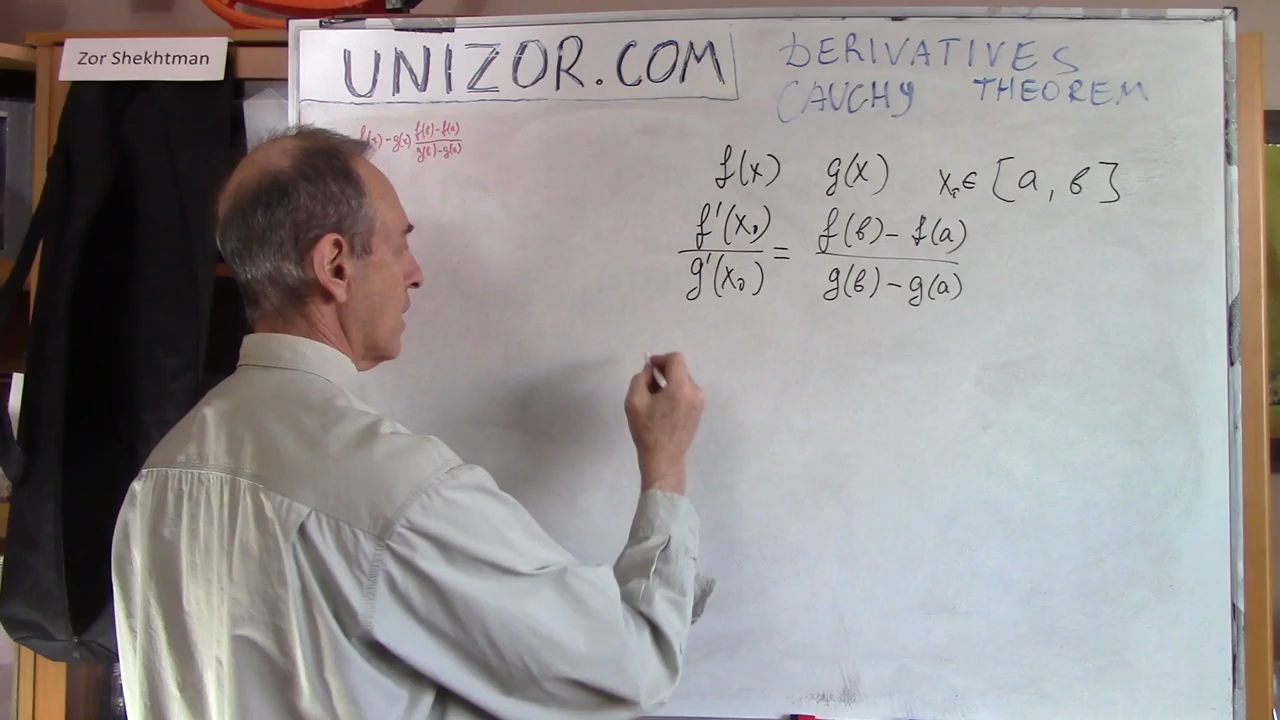 Zor Shekhtman
UNIZOR.COM
DERIVATIVES
CAUCHY THEOREM
f(x) - g(x) f(в)-f(a) / g(в)-g(a)
f(x) g(x) x₀ ∈ [a, в]
f'(x₀) / g'(x₀) = f(в) - f(a) / g(в) - g(a)